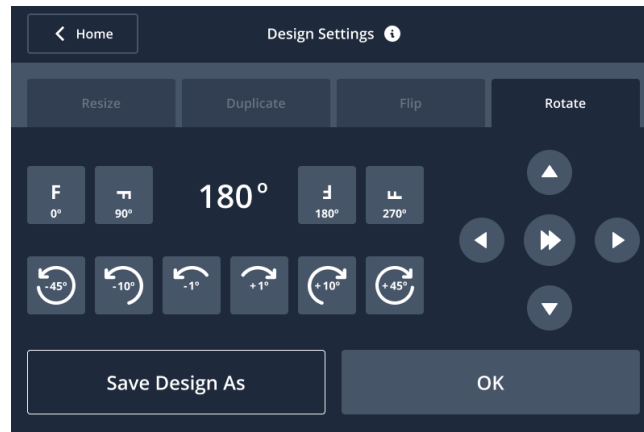 Home
Design Settings i
Resize Duplicate Flip Rotate
F F 180° F F
0° 90° 180° 270°
-45° -10° -1° +1° +10° +45°
Save Design As OK